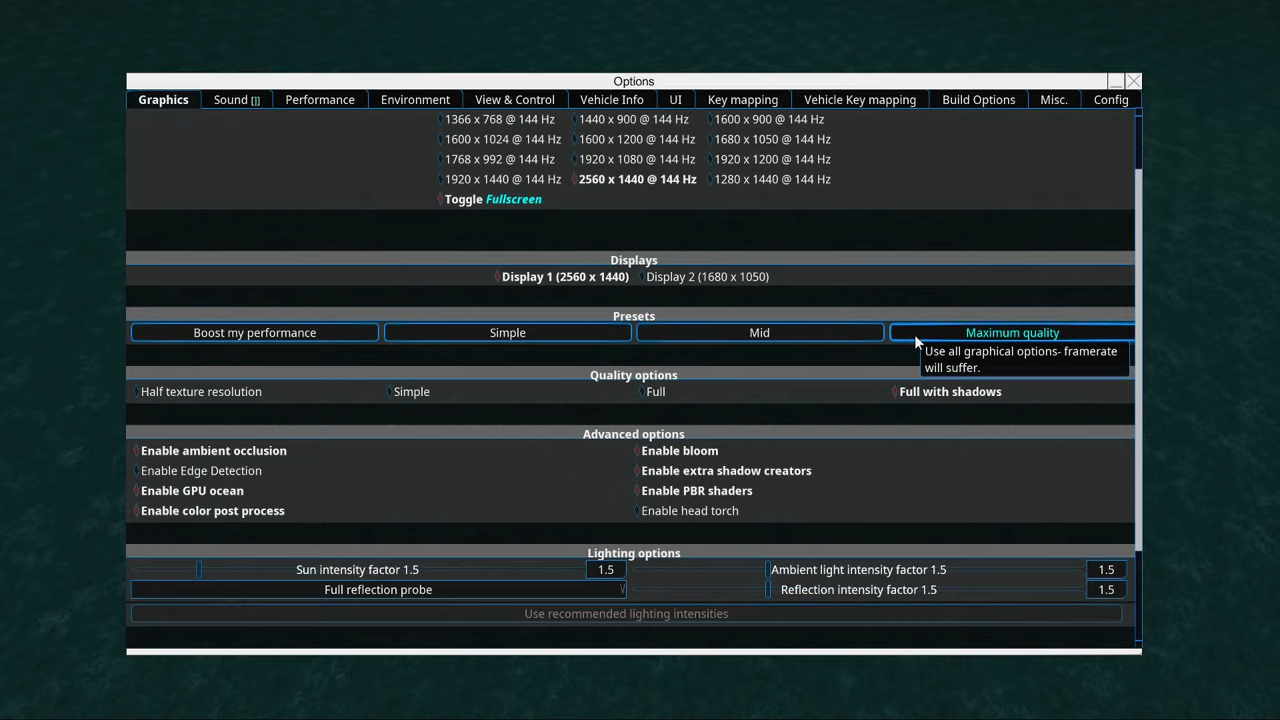 Options
Graphics Sound [|] Performance Environment View & Control Vehicle Info UI Key mapping Vehicle Key mapping Build Options Misc. Config
1366 x 768 @ 144 Hz 1440 x 900 @ 144 Hz 1600 x 900 @ 144 Hz
1600 x 1024 @ 144 Hz 1600 x 1200 @ 144 Hz 1680 x 1050 @ 144 Hz
1768 x 992 @ 144 Hz 1920 x 1080 @ 144 Hz 1920 x 1200 @ 144 Hz
1920 x 1440 @ 144 Hz 2560 x 1440 @ 144 Hz 1280 x 1440 @ 144 Hz
Toggle Fullscreen
Displays
Display 1 (2560 x 1440) Display 2 (1680 x 1050)
Presets
Boost my performance Simple Mid Maximum quality
Use all graphical options- framerate
will suffer.
Quality options
Half texture resolution Simple Full Full with shadows
Advanced options
Enable ambient occlusion Enable bloom
Enable Edge Detection Enable extra shadow creators
Enable GPU ocean Enable PBR shaders
Enable color post process Enable head torch
Lighting options
Sun intensity factor 1.5 1.5 Ambient light intensity factor 1.5 1.5
Full reflection probe Reflection intensity factor 1.5 1.5
Use recommended lighting intensities